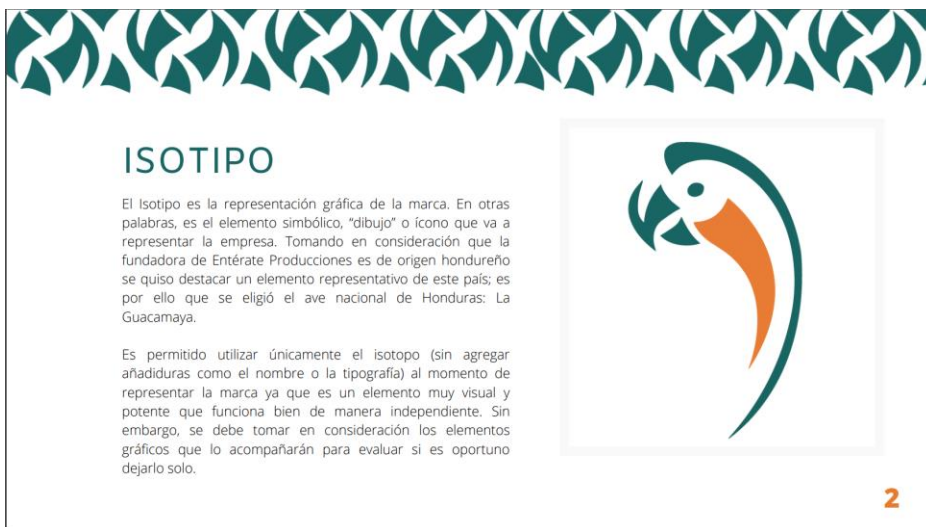 ISOTIPO
El Isotipo es la representación gráfica de la marca. En otras
palabras, es el elemento simbólico, “dibujo” o ícono que va a
representar la empresa. Tomando en consideración que la
fundadora de Entérate Producciones es de origen hondureño
se quiso destacar un elemento representativo de este país; es
por ello que se eligió el ave nacional de Honduras: La
Guacamaya.
Es permitido utilizar únicamente el isotopo (sin agregar
añadiduras como el nombre o la tipografía) al momento de
representar la marca ya que es un elemento muy visual y
potente que funciona bien de manera independiente. Sin
embargo, se debe tomar en consideración los elementos
gráficos que lo acompañarán para evaluar si es oportuno
dejarlo solo.
2